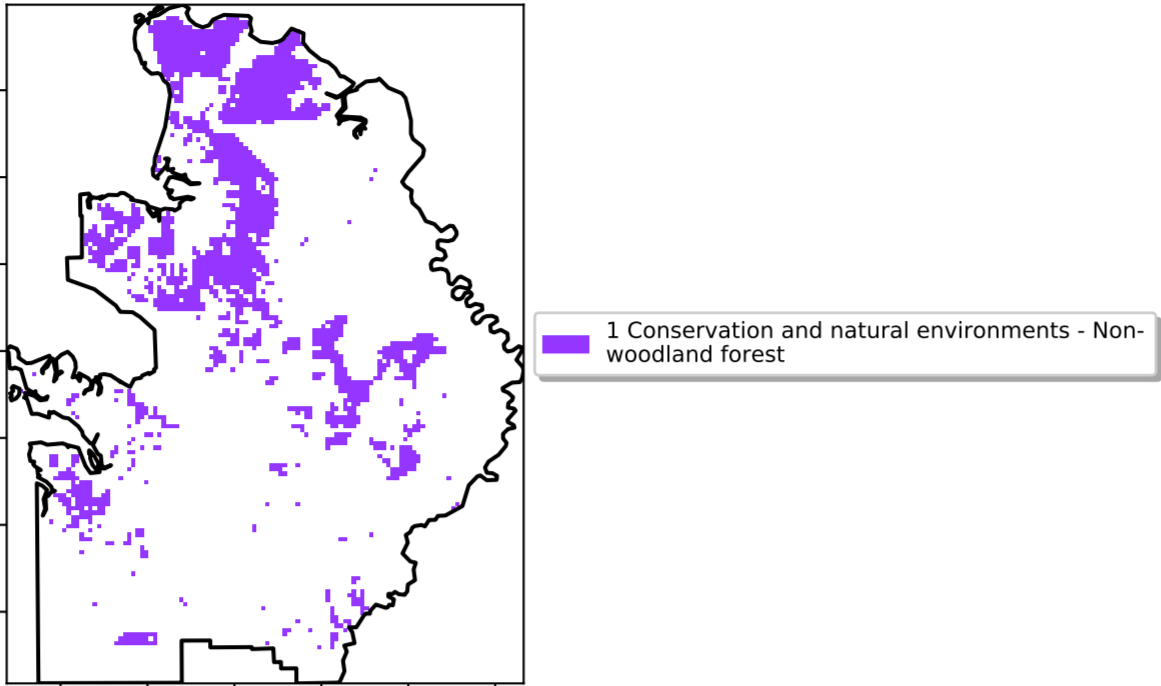 1 Conservation and natural environments - Non-
woodland forest